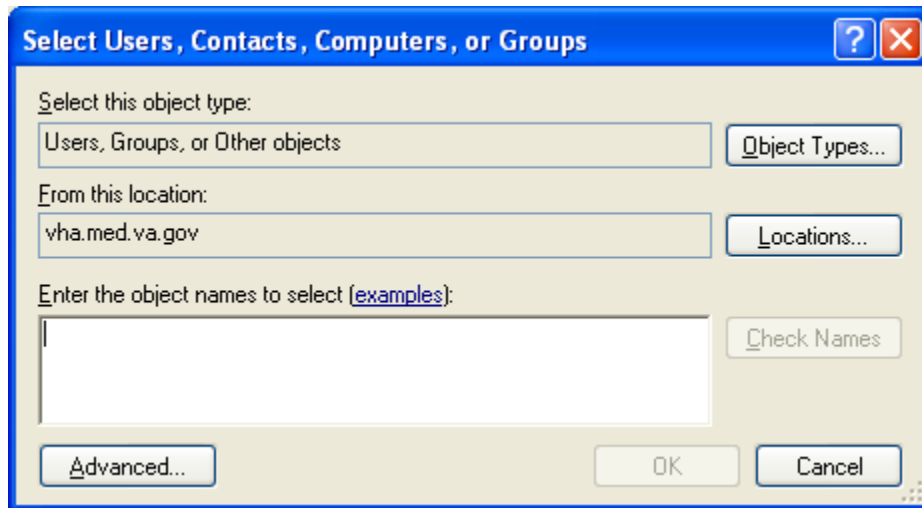 Select Users, Contacts, Computers, or Groups
Select this object type:
Users, Groups, or Other objects
Object Types...
From this location:
vha.med.va.gov
Locations...
Enter the object names to select (examples):
Check Names
Advanced...
OK
Cancel